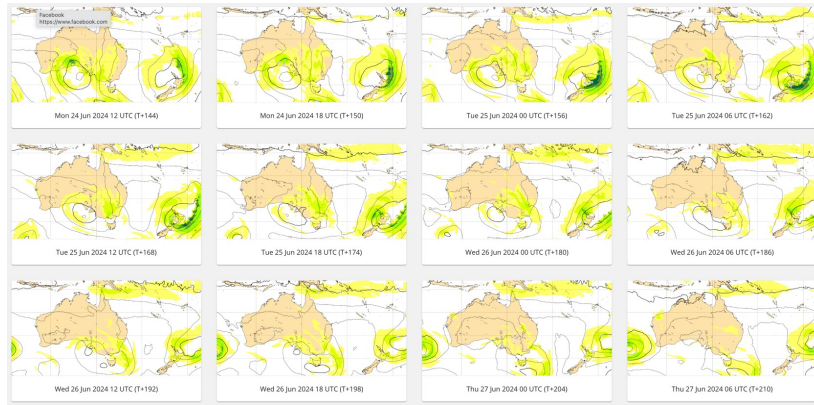 Facebook
https://www.facebook.com
Mon 24 Jun 2024 12 UTC (T+144)
Mon 24 Jun 2024 18 UTC (T+150)
Tue 25 Jun 2024 00 UTC (T+156)
Tue 25 Jun 2024 06 UTC (T+162)
Tue 25 Jun 2024 12 UTC (T+168)
Tue 25 Jun 2024 18 UTC (T+174)
Wed 26 Jun 2024 00 UTC (T+180)
Wed 26 Jun 2024 06 UTC (T+186)
Wed 26 Jun 2024 12 UTC (T+192)
Wed 26 Jun 2024 18 UTC (T+198)
Thu 27 Jun 2024 00 UTC (T+204)
Thu 27 Jun 2024 06 UTC (T+210)